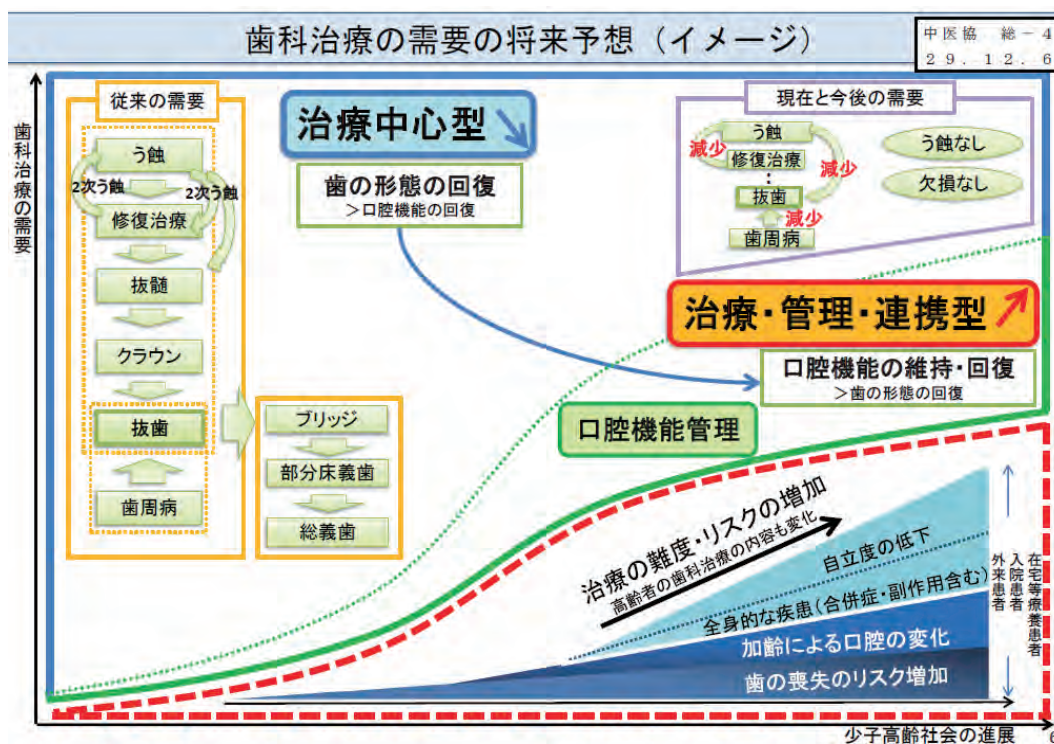 歯科治療の需要の将来予想（イメージ）
中医協　総－4
２９．１２．６
歯科治療の需要
従来の需要
う蝕
2次うう蝕
2次う蝕
修復治療
抜髄
クラウン
抜歯
歯周病
ブリッジ
部分床義歯
総義歯
治療中心型
歯の形態の回復
＞口腔機能の回復
現在と今後の需要
う蝕
減少
修復治療
減少
抜歯
減少
歯周病
う蝕なし
欠損なし
治療・管理・連携型
口腔機能の維持・回復
＞歯の形態の回復
口腔機能管理
治療の難度・リスクの増加
高齢者の歯科治療の内容も変化
自立度の低下
全身的な疾患（合併症・副作用含む）
加齢による口腔の変化
歯の喪失のリスク増加
在宅等療養患者
入院患者
外来患者
少子高齢社会の進展
6